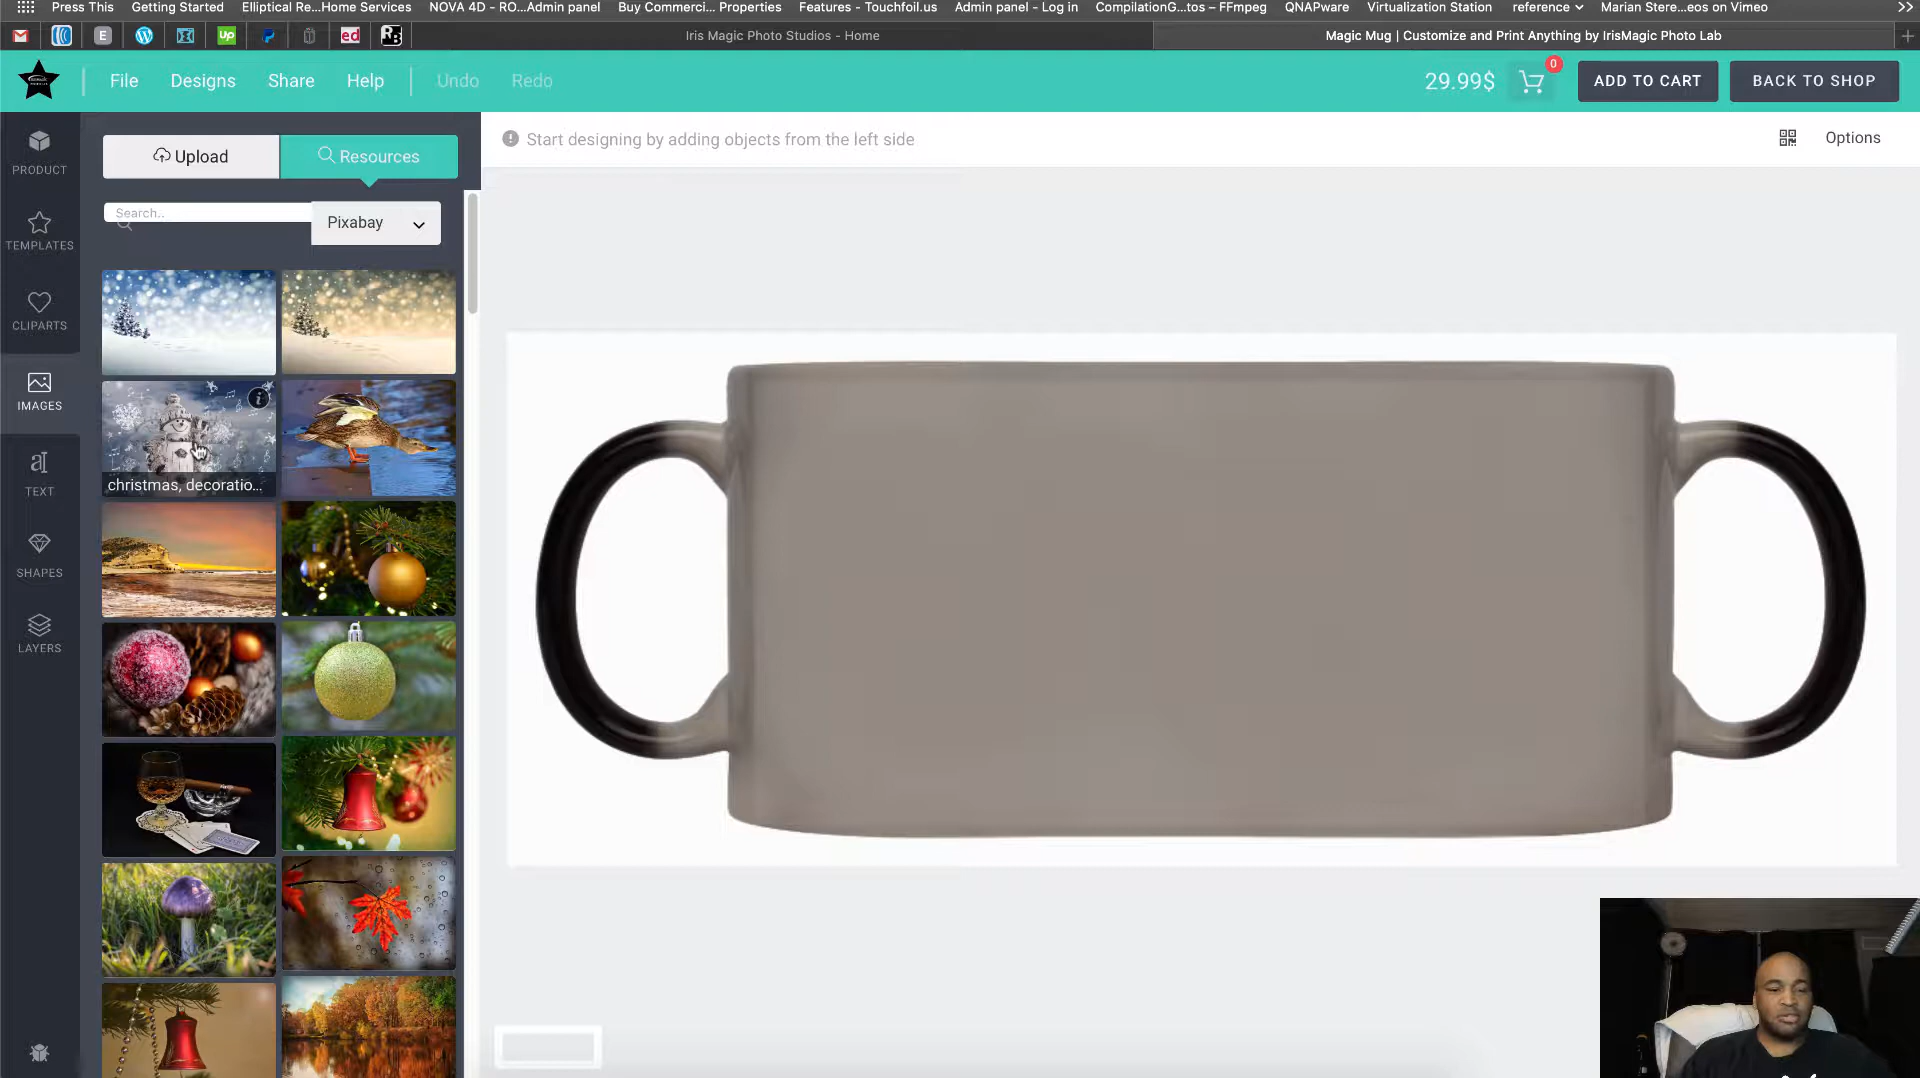 Press This Getting Started Elliptical Re...Home Services NOVA 4D - RO...Admin panel Buy Commerci... Properties Features - Touchfoil.us Admin panel - Log in CompilationG...tos – FFmpeg QNAPware Virtualization Station reference Marian Stere...eos on Vimeo
E Up ed Iris Magic Photo Studios - Home Magic Mug | Customize and Print Anything by IrisMagic Photo Lab
File Designs Share Help Undo Redo 29.99$ 0 ADD TO CART BACK TO SHOP
Upload Resources
Start designing by adding objects from the left side
Options
PRODUCT
Search..
Pixabay
TEMPLATES
CLIPARTS
IMAGES
christmas, decoratio...
TEXT
SHAPES
LAYERS